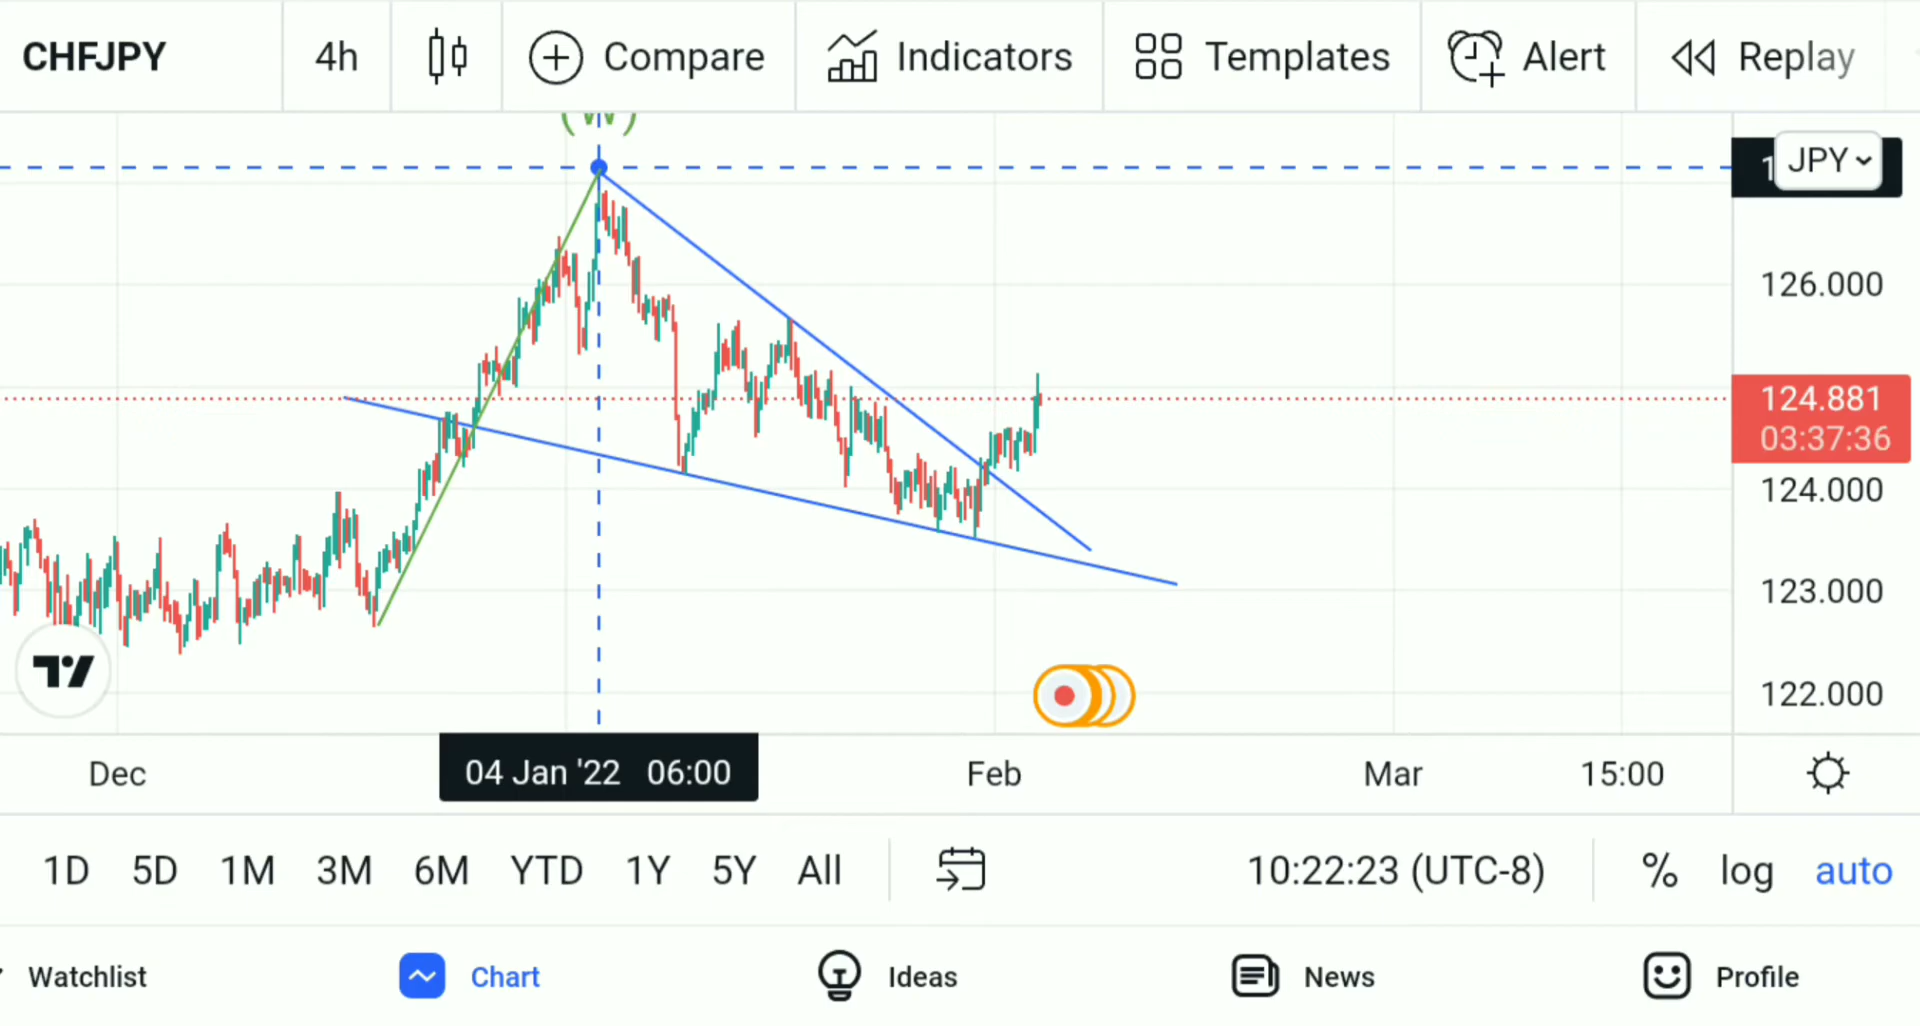 CHFJPY 4h Compare Indicators Templates Alert Replay
(W)
1 JPY
126.000
124.881
03:37:36
124.000
123.000
122.000
04 Jan '22 06:00
Dec Feb Mar 15:00
1D 5D 1M 3M 6M YTD 1Y 5Y All 10:22:23 (UTC-8) % log auto
Watchlist Chart Ideas News Profile